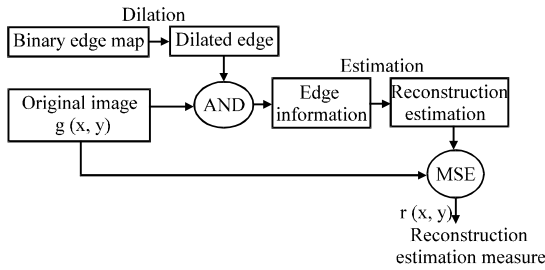 Dilation
Binary edge map
Dilated edge
Estimation
Original image
g (x, y)
AND
Edge
information
Reconstruction
estimation
MSE
r (x, y)
Reconstruction
estimation measure